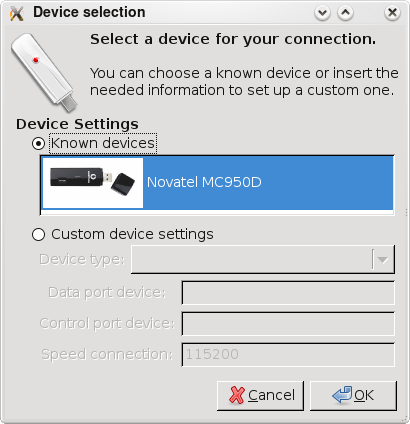 Device selection
Select a device for your connection.
You can choose a known device or insert the
needed information to set up a custom one.
Device Settings
Known devices
Novatel MC950D
Custom device settings
Device type:
Data port device:
Control port device:
Speed connection: 115200
Cancel OK